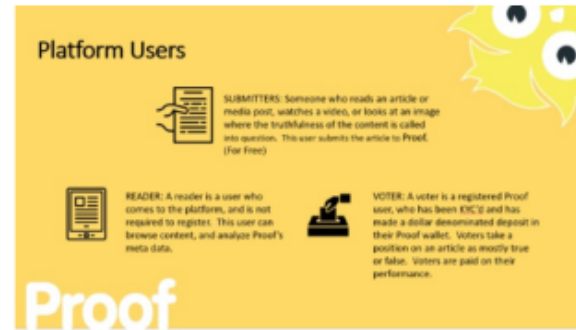 Platform Users
SUBMITTERS: Someone who reads an article or
media post, watches a video, or looks at an image
where the truthfulness of the content is called
into question. This user submits the article to Proof.
(For Free)
READER: A reader is a user who
comes to the platform, and is not
required to register. This user can
browse content, and analyze Proof's
meta data.
VOTER: A voter is a registered Proof
user, who has been KYC'd and has
made a dollar denominated deposit in
their Proof wallet. Voters take a
position on an article as mostly true
or false. Voters are paid on their
performance.
Proof